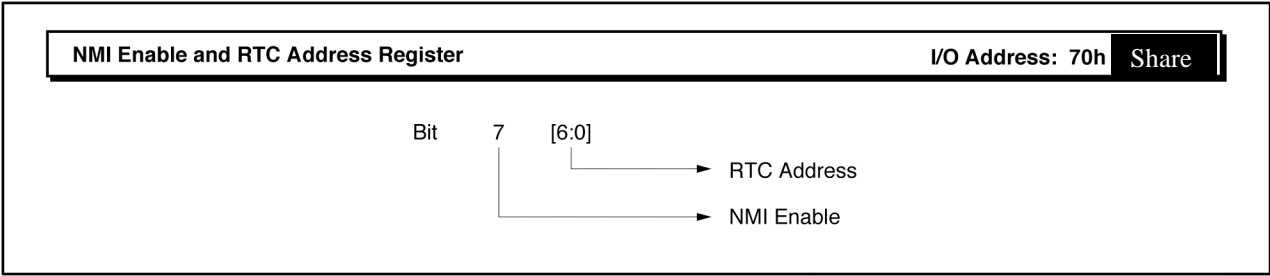 NMI Enable and RTC Address Register I/O Address: 70h Share
Bit 7 [6:0]
RTC Address
NMI Enable